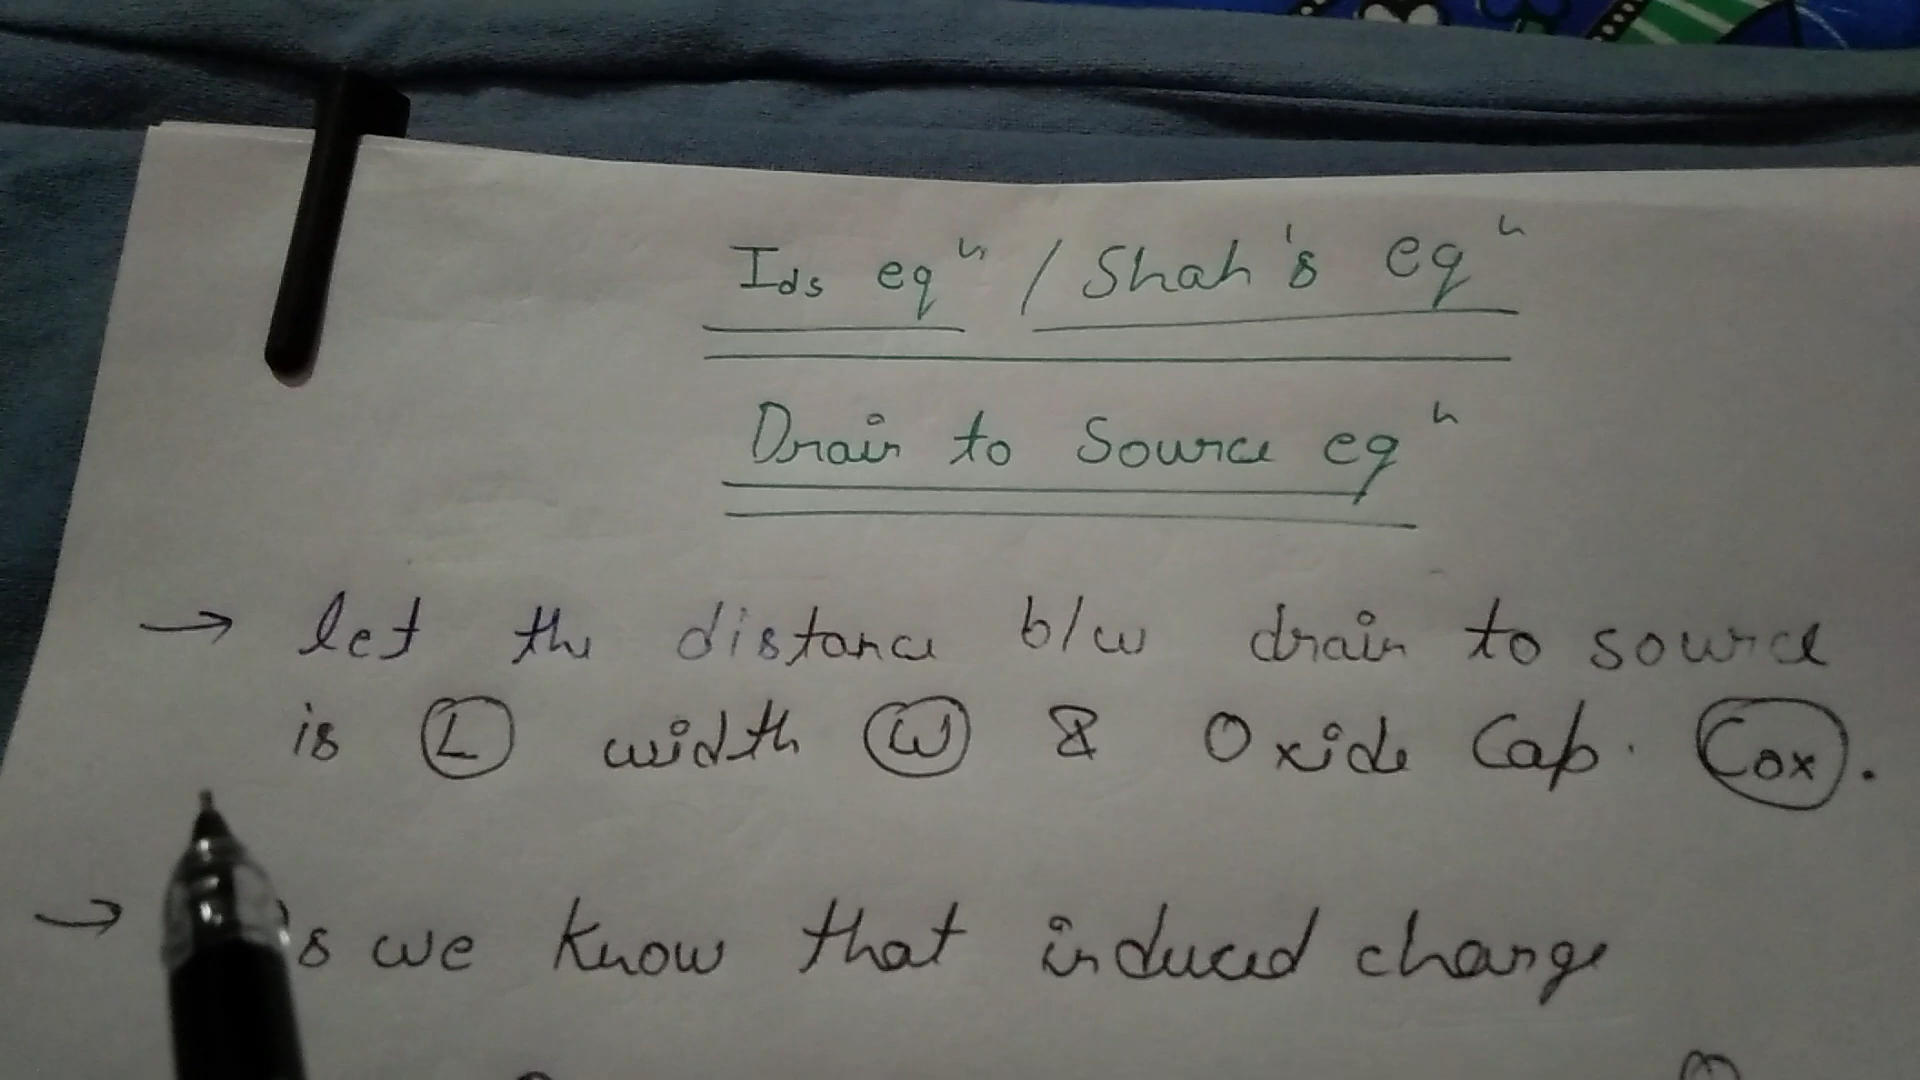 Ids eqⁿ / Shah's eqⁿ
Drain to Source eqⁿ
→ let the distance b/w drain to source
is L width W & Oxide Cap. Cox.
→ we know that induced charge